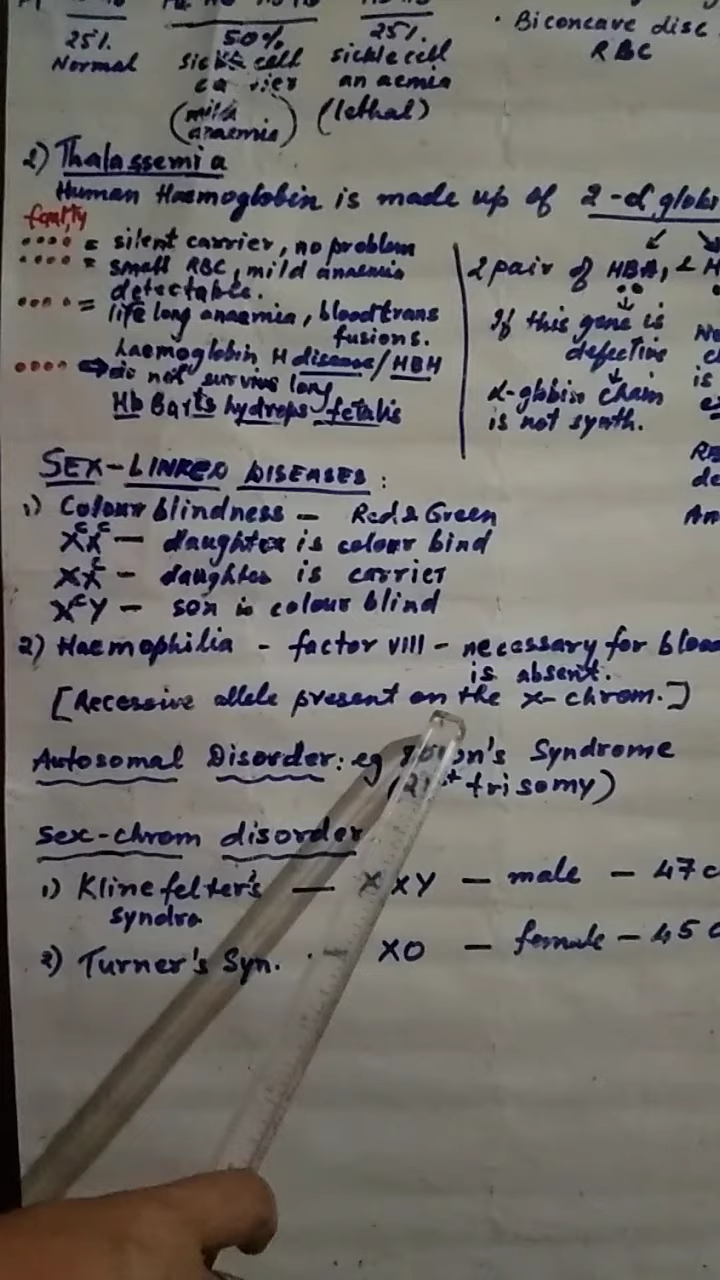 25% 50% 25%
Normal Sickle cell carrier (mild anaemia) sickle cell anaemia (lethal)
• Biconcave disc
RBC
2) Thalassemia
Human Haemoglobin is made up of 2-α glob
faulty
•••• = silent carrier, no problem
•••• = small RBC, mild anaemia
detectable.
•••• = life long anaemia, blood trans
fusions.
haemoglobin H disease/HBH
•••• ⇒ do not survive long
Hb Bart's hydrops fetalis
2 pair of HBA, &
If this gene is
defective
↓
α-globin chain
is not synth.
SEX-LINKED DISEASES:
1) Colour blindness – Red & Green
XᶜXᶜ – daughter is colour bind
XXᶜ – daughter is carrier
XᶜY – son is colour blind
2) Haemophilia – factor VIII – necessary for bloo
is absent.
[Recessive allele present on the x-chrom.]
Autosomal Disorder: eg Down's Syndrome
(21st trisomy)
Sex-chrom disorder
1) Klinefelter's — XXY – male – 47 c
Syndro
2) Turner's Syn. – XO – female – 45 c